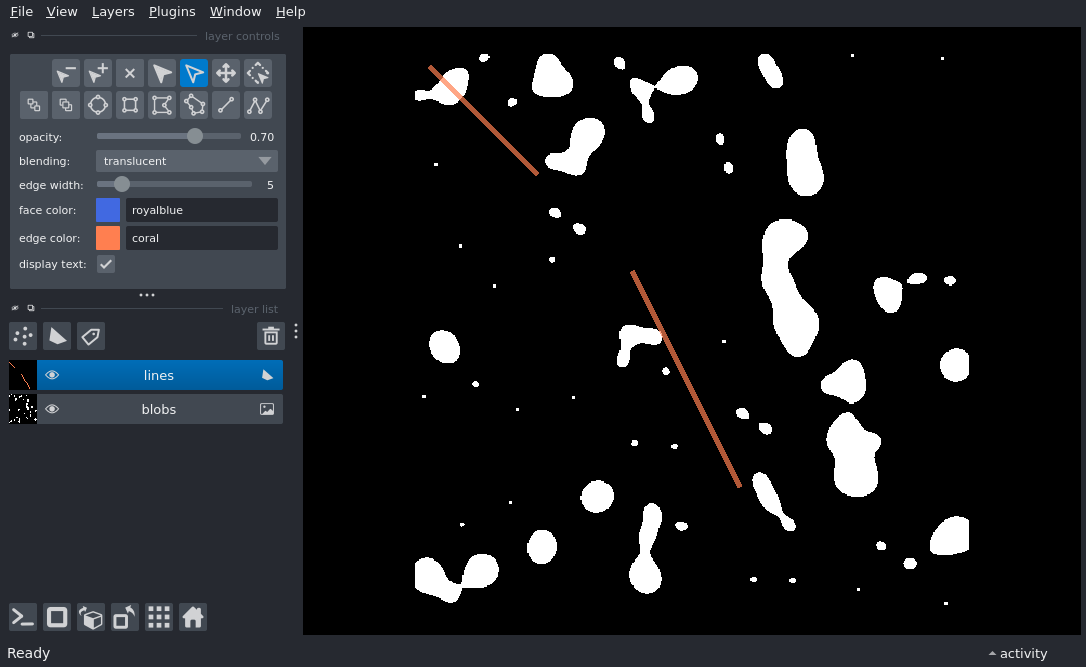 File View Layers Plugins Window Help
layer controls
opacity: 0.70
blending: translucent
edge width: 5
face color: royalblue
edge color: coral
display text:
layer list
lines
blobs
Ready
activity